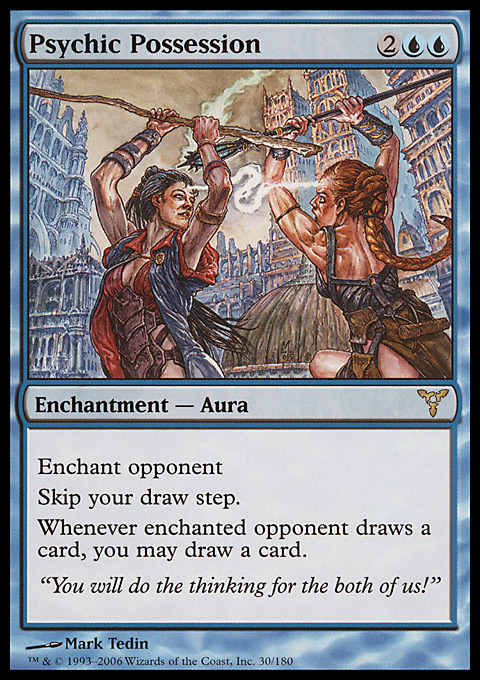 Psychic Possession 2
Enchantment — Aura
Enchant opponent
Skip your draw step.
Whenever enchanted opponent draws a
card, you may draw a card.
“You will do the thinking for the both of us!”
Mark Tedin
™ & © 1993–2006 Wizards of the Coast, Inc. 30/180